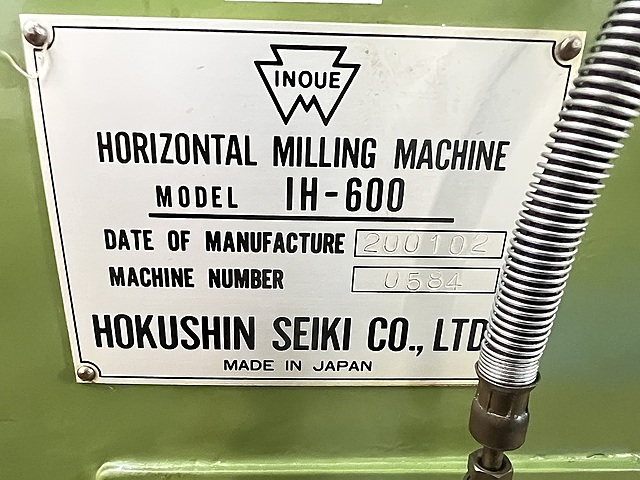 INOUE
HORIZONTAL MILLING MACHINE
MODEL IH-600
DATE OF MANUFACTURE 200102
MACHINE NUMBER 0584
HOKUSHIN SEIKI CO., LTD
MADE IN JAPAN